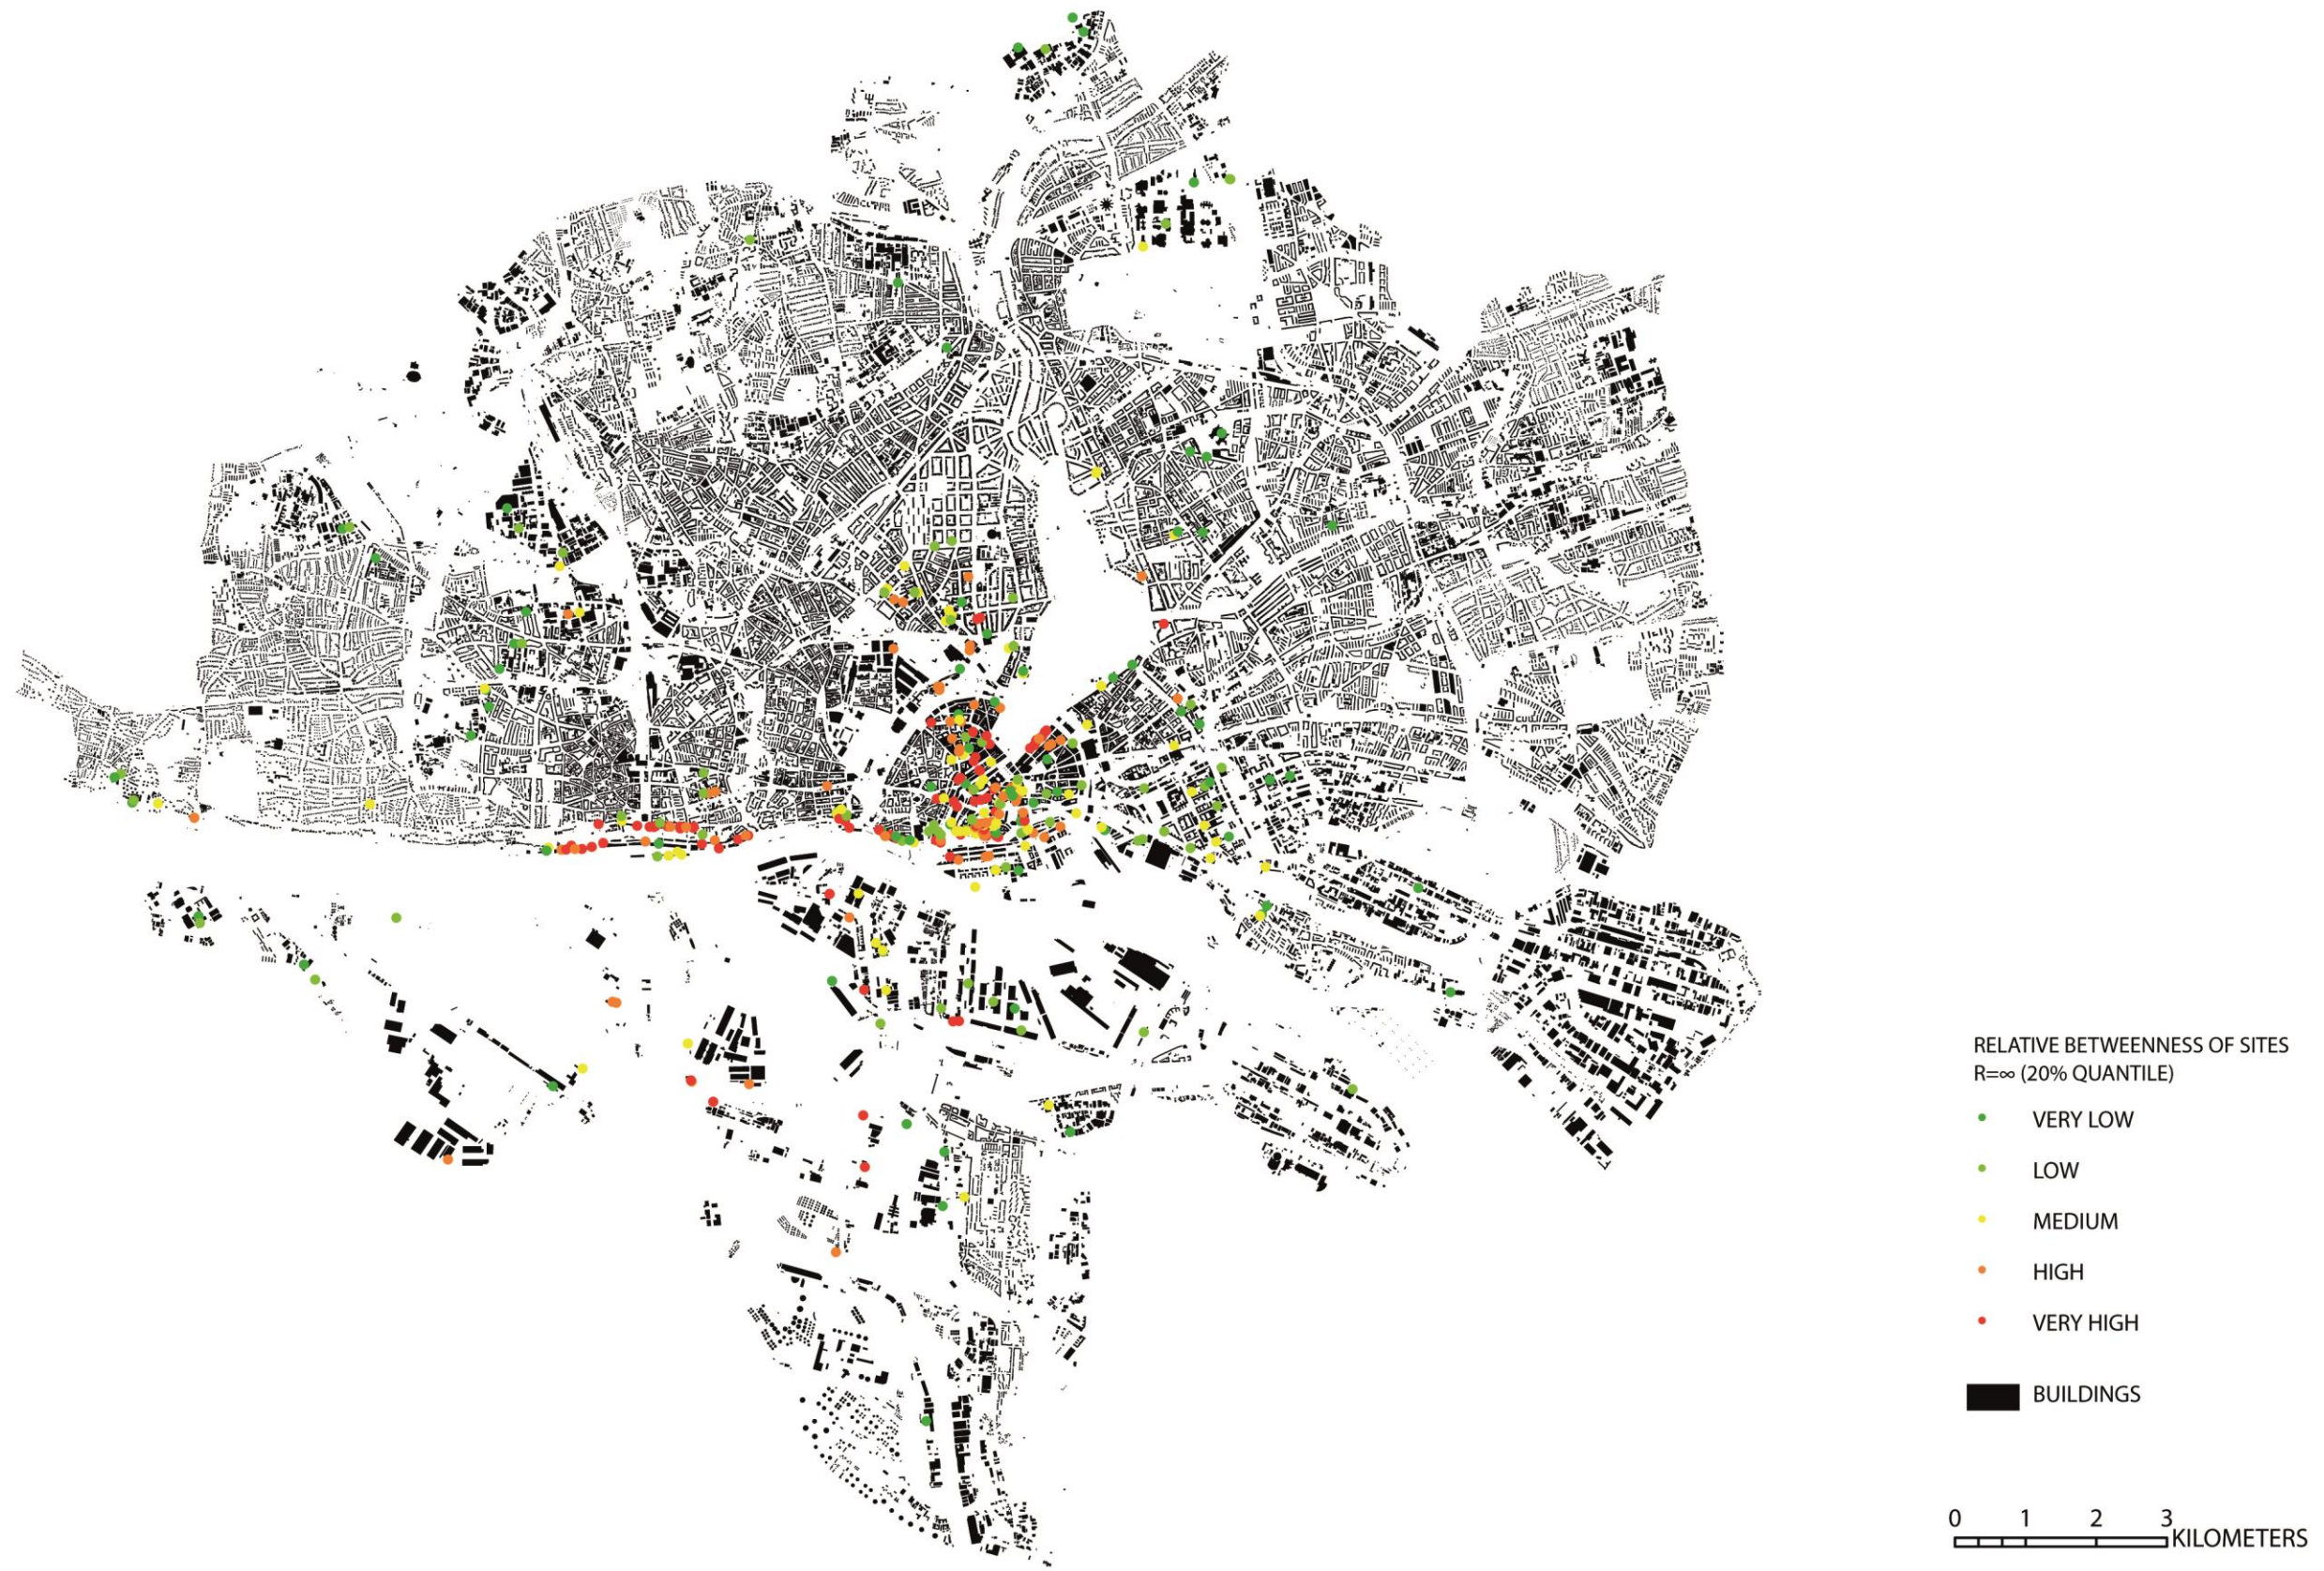 RELATIVE BETWEENNESS OF SITES
R=∞ (20% QUANTILE)
VERY LOW
LOW
MEDIUM
HIGH
VERY HIGH
BUILDINGS
0 1 2 3
KILOMETERS